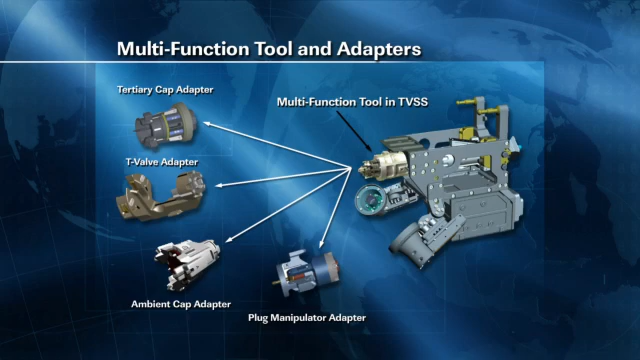 Multi-Function Tool and Adapters
Tertiary Cap Adapter
Multi-Function Tool in TVSS
T-Valve Adapter
Ambient Cap Adapter
Plug Manipulator Adapter